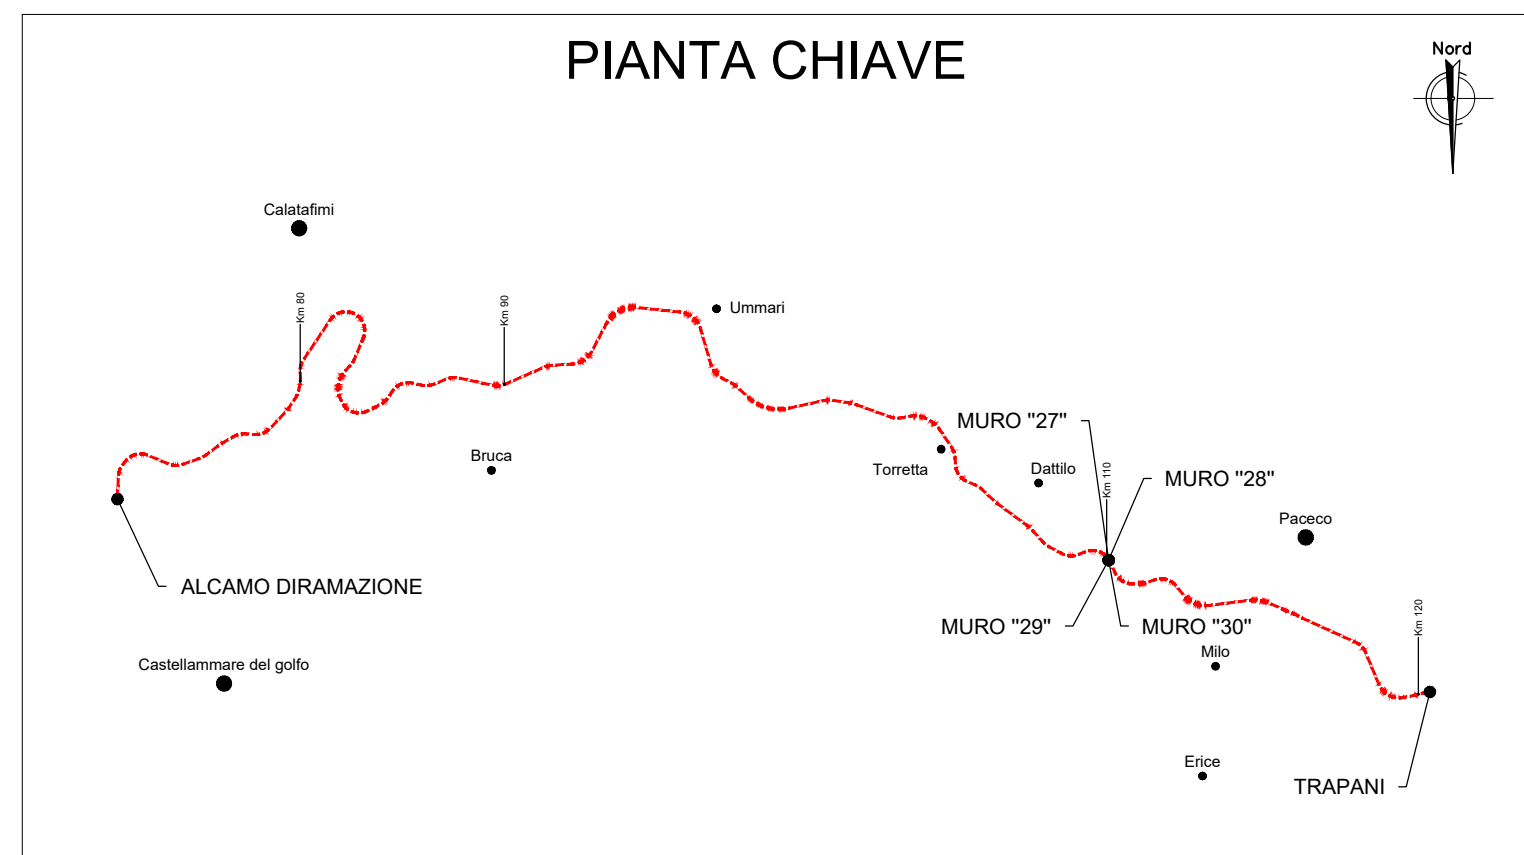 PIANTA CHIAVE
Nord
Calatafimi
Km 80
Km 90
Ummari
MURO "27"
Bruca
Torretta
Dattilo
Km 110
MURO "28"
Paceco
ALCAMO DIRAMAZIONE
MURO "29"
MURO "30"
Km 120
Milo
Castellammare del golfo
Erice
TRAPANI